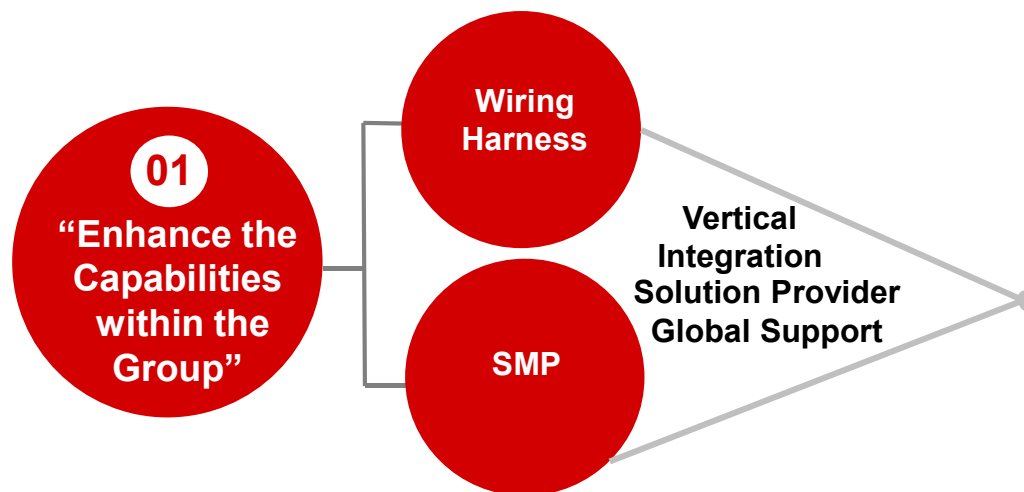 01
“Enhance the
Capabilities
within the
Group”
Wiring
Harness
SMP
Vertical
Integration
Solution Provider
Global Support